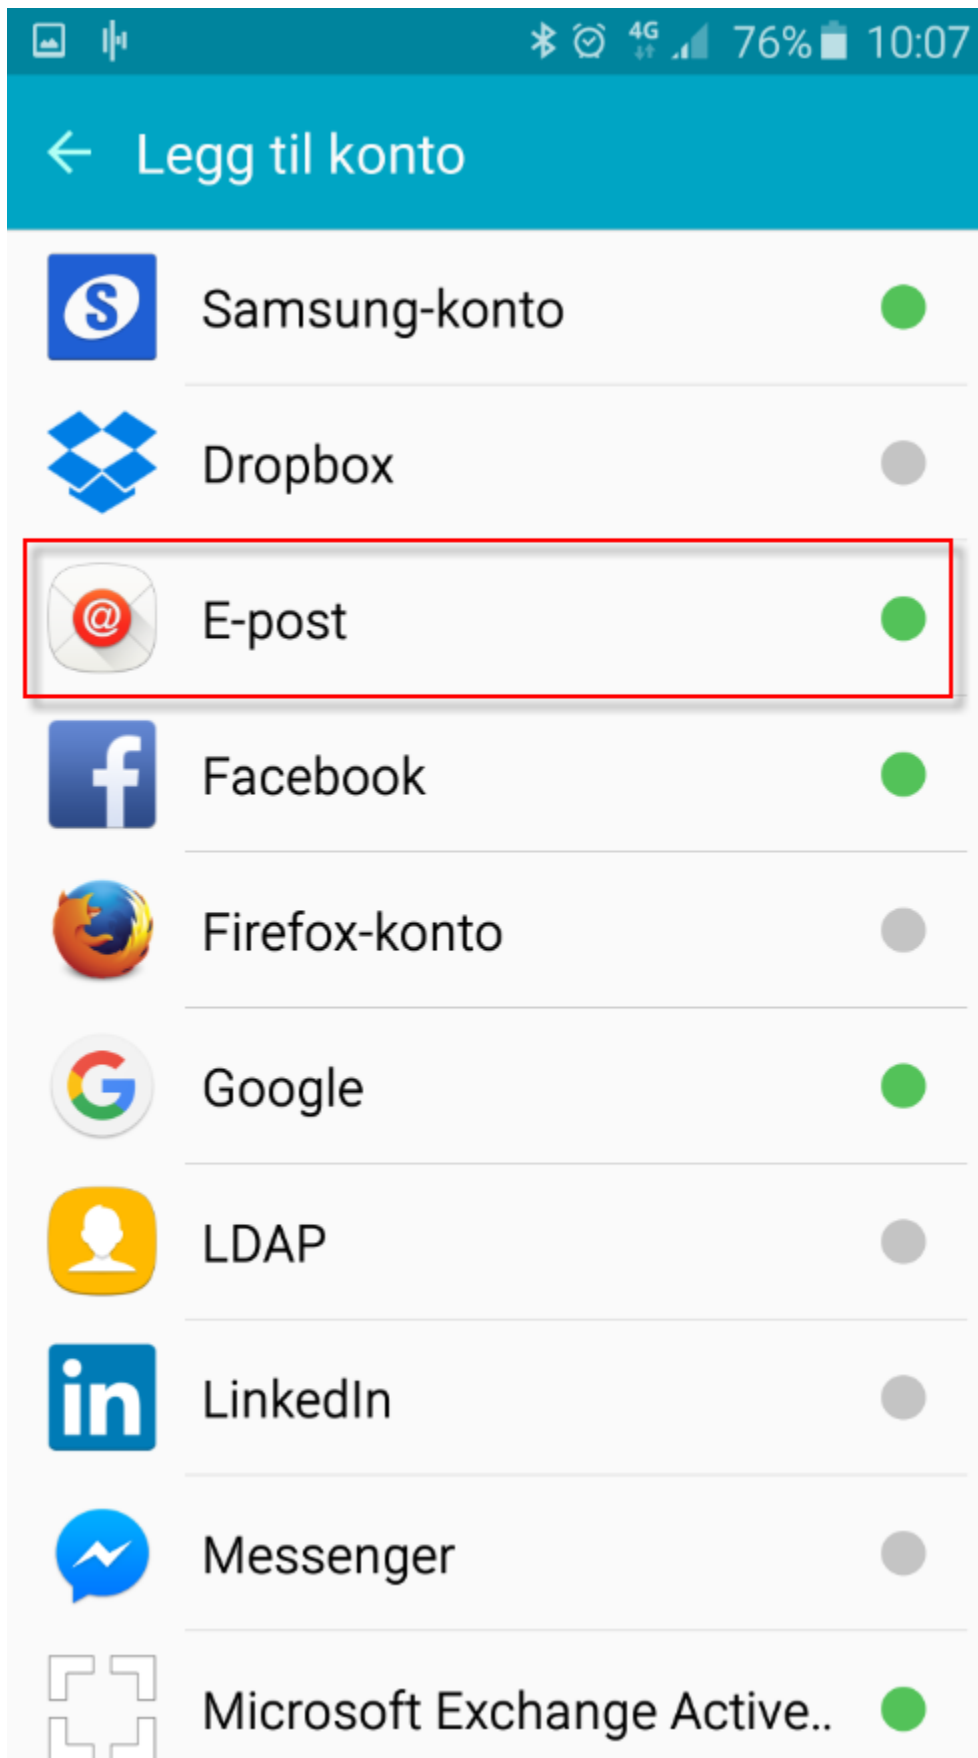 4G 76% 10:07
Legg til konto
Samsung-konto
Dropbox
E-post
Facebook
Firefox-konto
Google
LDAP
LinkedIn
Messenger
Microsoft Exchange Active..